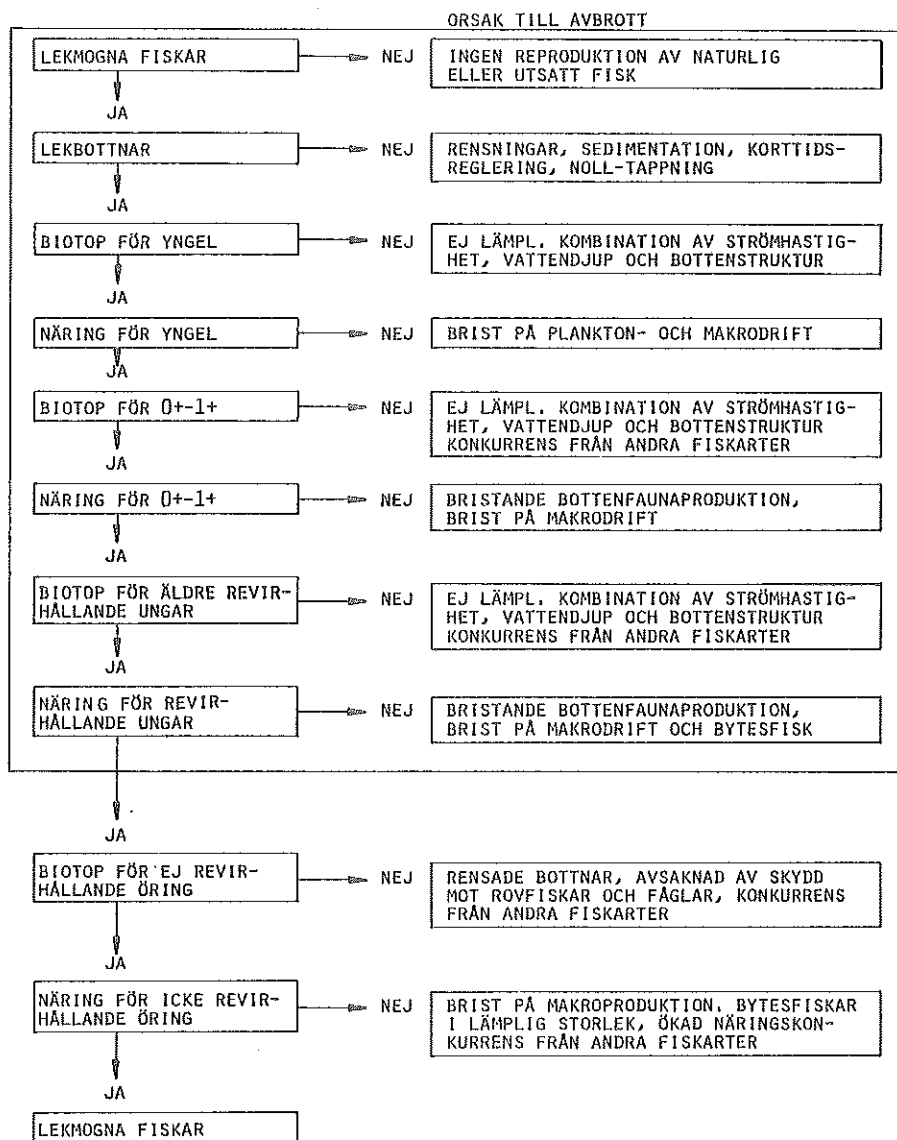 ORSAK TILL AVBROTT
LEKMOGNA FISKAR
NEJ
INGEN REPRODUKTION AV NATURLIG
ELLER UTSATT FISK
JA
LEKBOTTNAR
NEJ
RENSNINGAR, SEDIMENTATION, KORTTIDS-
REGLERING, NOLL-TAPPNING
JA
BIOTOP FÖR YNGEL
NEJ
EJ LÄMPL. KOMBINATION AV STRÖMHASTIG-
HET, VATTENDJUP OCH BOTTENSTRUKTUR
JA
NÄRING FÖR YNGEL
NEJ
BRIST PÅ PLANKTON- OCH MAKRODRIFT
JA
BIOTOP FÖR 0+-1+
NEJ
EJ LÄMPL. KOMBINATION AV STRÖMHASTIG-
HET, VATTENDJUP OCH BOTTENSTRUKTUR
KONKURRENS FRÅN ANDRA FISKARTER
JA
NÄRING FÖR 0+-1+
NEJ
BRISTANDE BOTTENFAUNAPRODUKTION,
BRIST PÅ MAKRODRIFT
JA
BIOTOP FÖR ÄLDRE REVIR-
HÅLLANDE UNGAR
NEJ
EJ LÄMPL. KOMBINATION AV STRÖMHASTIG-
HET, VATTENDJUP OCH BOTTENSTRUKTUR
KONKURRENS FRÅN ANDRA FISKARTER
JA
NÄRING FÖR REVIR-
HÅLLANDE UNGAR
NEJ
BRISTANDE BOTTENFAUNAPRODUKTION,
BRIST PÅ MAKRODRIFT OCH BYTESFISK
JA
BIOTOP FÖR EJ REVIR-
HÅLLANDE ÖRING
NEJ
RENSADE BOTTNAR, AVSAKNAD AV SKYDD
MOT ROVFISKAR OCH FÅGLAR, KONKURRENS
FRÅN ANDRA FISKARTER
JA
NÄRING FÖR ICKE REVIR-
HÅLLANDE ÖRING
NEJ
BRIST PÅ MAKROPRODUKTION. BYTESFISKAR
I LÄMPLIG STORLEK, ÖKAD NÄRINGSKON-
KURRENS FRÅN ANDRA FISKARTER
JA
LEKMOGNA FISKAR